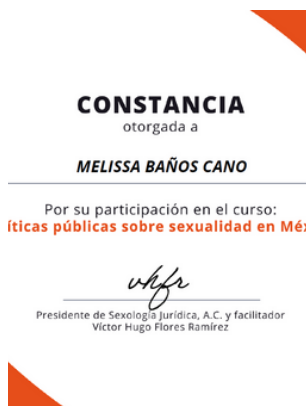 CONSTANCIA
otorgada a
MELISSA BAÑOS CANO
Por su participación en el curso:
íticas públicas sobre sexualidad en Méx
Presidente de Sexología Jurídica, A.C. y facilitador
Víctor Hugo Flores Ramírez